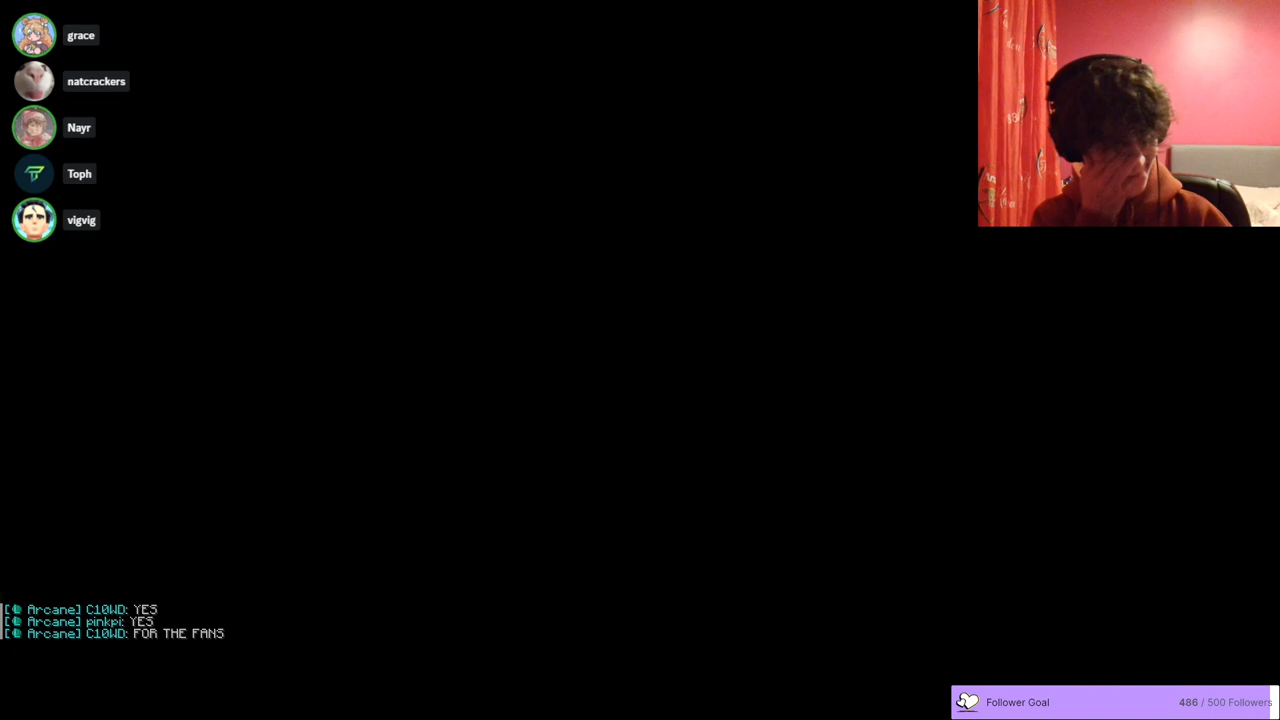 grace
natcrackers
Nayr
Toph
vigvig
[Arcane] C10WD: YES
[Arcane] pinkpi: YES
[Arcane] C10WD: FOR THE FANS
Follower Goal
486 / 500 Followers